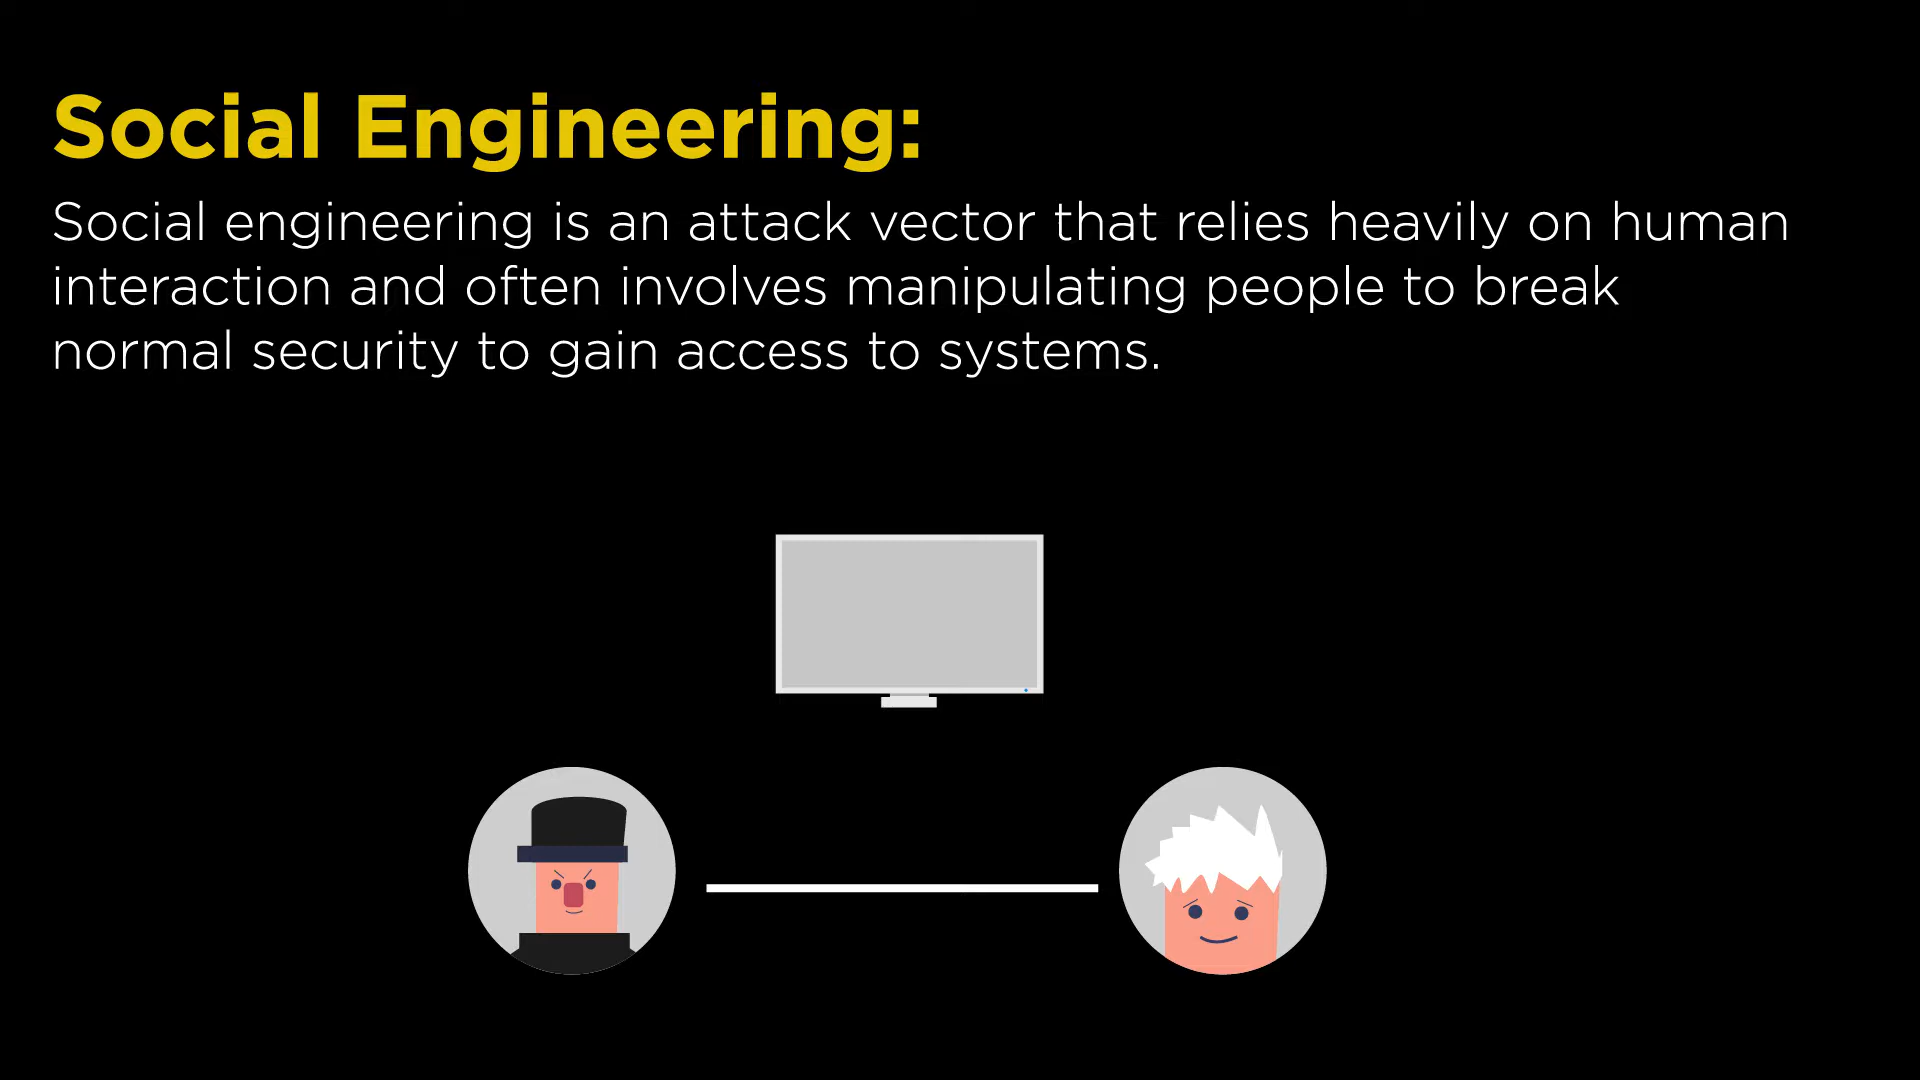 Social Engineering:
Social engineering is an attack vector that relies heavily on human
interaction and often involves manipulating people to break
normal security to gain access to systems.